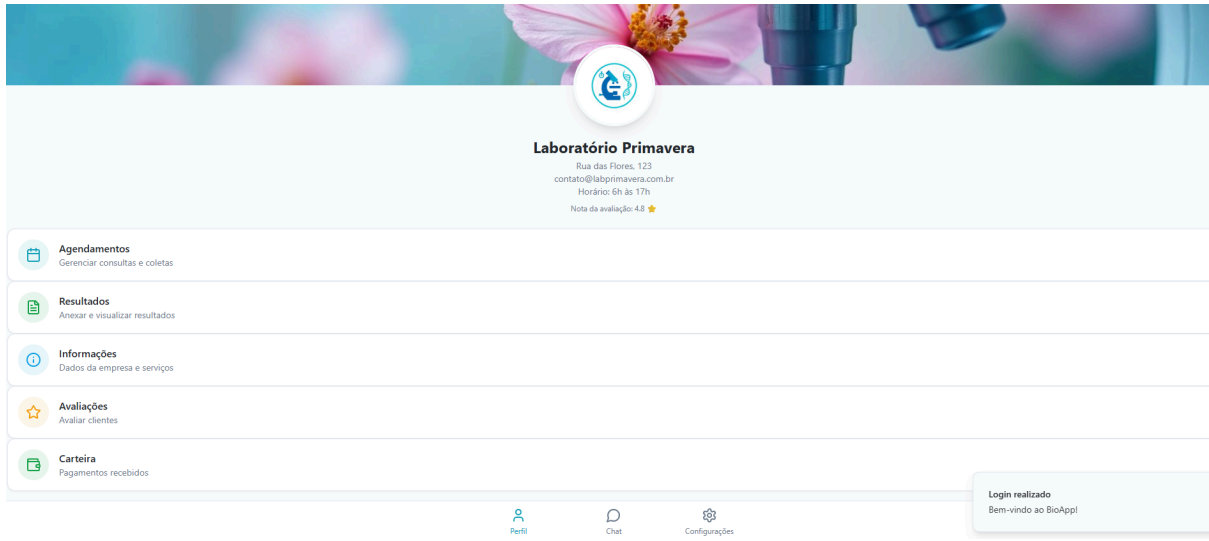 Laboratório Primavera
Rua das Flores, 123
contato@labprimavera.com.br
Horário: 6h às 17h
Nota da avaliação: 4.8
Agendamentos
Gerenciar consultas e coletas
Resultados
Anexar e visualizar resultados
Informações
Dados da empresa e serviços
Avaliações
Avaliar clientes
Carteira
Pagamentos recebidos
Login realizado
Bem-vindo ao BioApp!
Perfil
Chat
Configurações